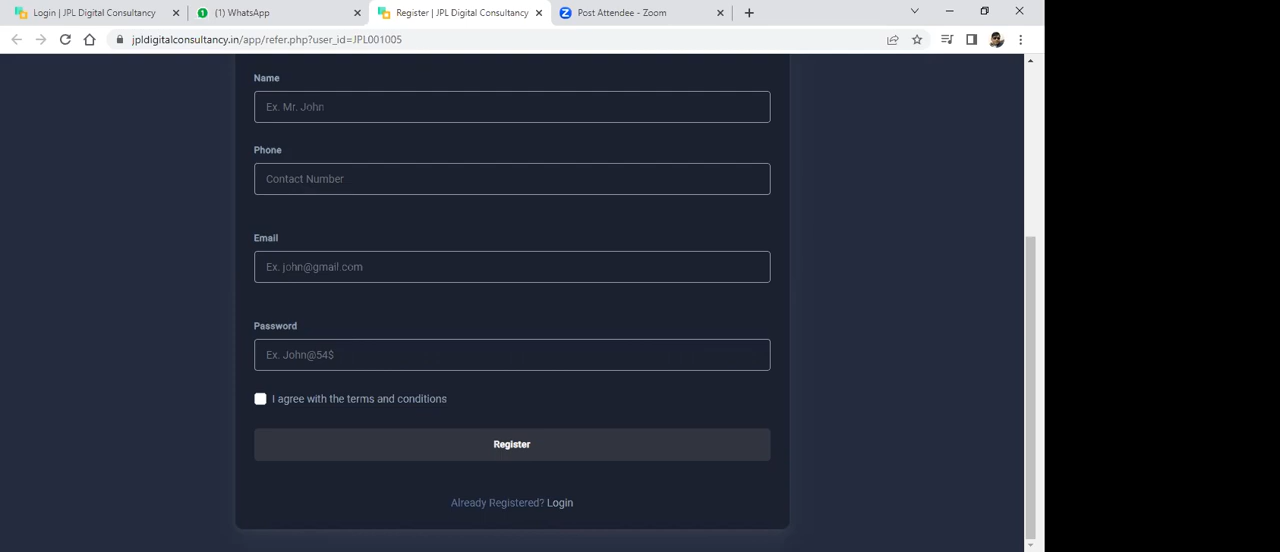 Login | JPL Digital Consultancy
(1) WhatsApp
Register | JPL Digital Consultancy
Post Attendee - Zoom
jpldigitalconsultancy.in/app/refer.php?user_id=JPL001005
Name
Ex. Mr. John
Phone
Contact Number
Email
Ex. john@gmail.com
Password
Ex. John@54$
I agree with the terms and conditions
Register
Already Registered? Login